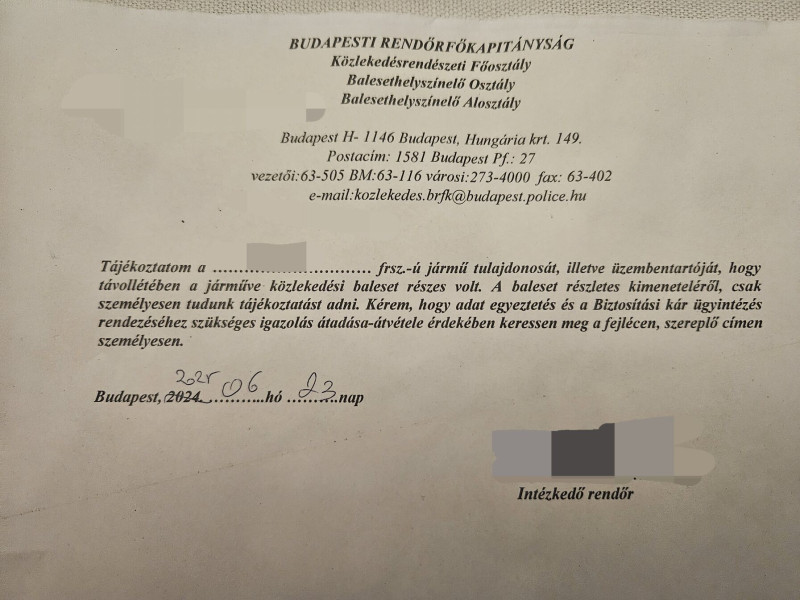 BUDAPESTI RENDŐRFŐKAPITÁNYSÁG
Közlekedésrendészeti Főosztály
Balesethelyszínelő Osztály
Balesethelyszínelő Alosztály
Budapest H- 1146 Budapest, Hungária krt. 149.
Postacím: 1581 Budapest Pf.: 27
vezetői:63-505 BM:63-116 városi:273-4000 fax: 63-402
e-mail:kozlekedes.brfk@budapest.police.hu
Tájékoztatom a .............................. frsz.-ú jármű tulajdonosát, illetve üzembentartóját, hogy
távollétében a járműve közlekedési baleset részes volt. A baleset részletes kimeneteléről, csak
személyesen tudunk tájékoztatást adni. Kérem, hogy adat egyeztetés és a Biztosítási kár ügyintézés
rendezéséhez szükséges igazolás átadása-átvétele érdekében keressen meg a fejlécen, szereplő címen
személyesen.
2025
Budapest, 2024. 06 hó 23 nap
Intézkedő rendőr